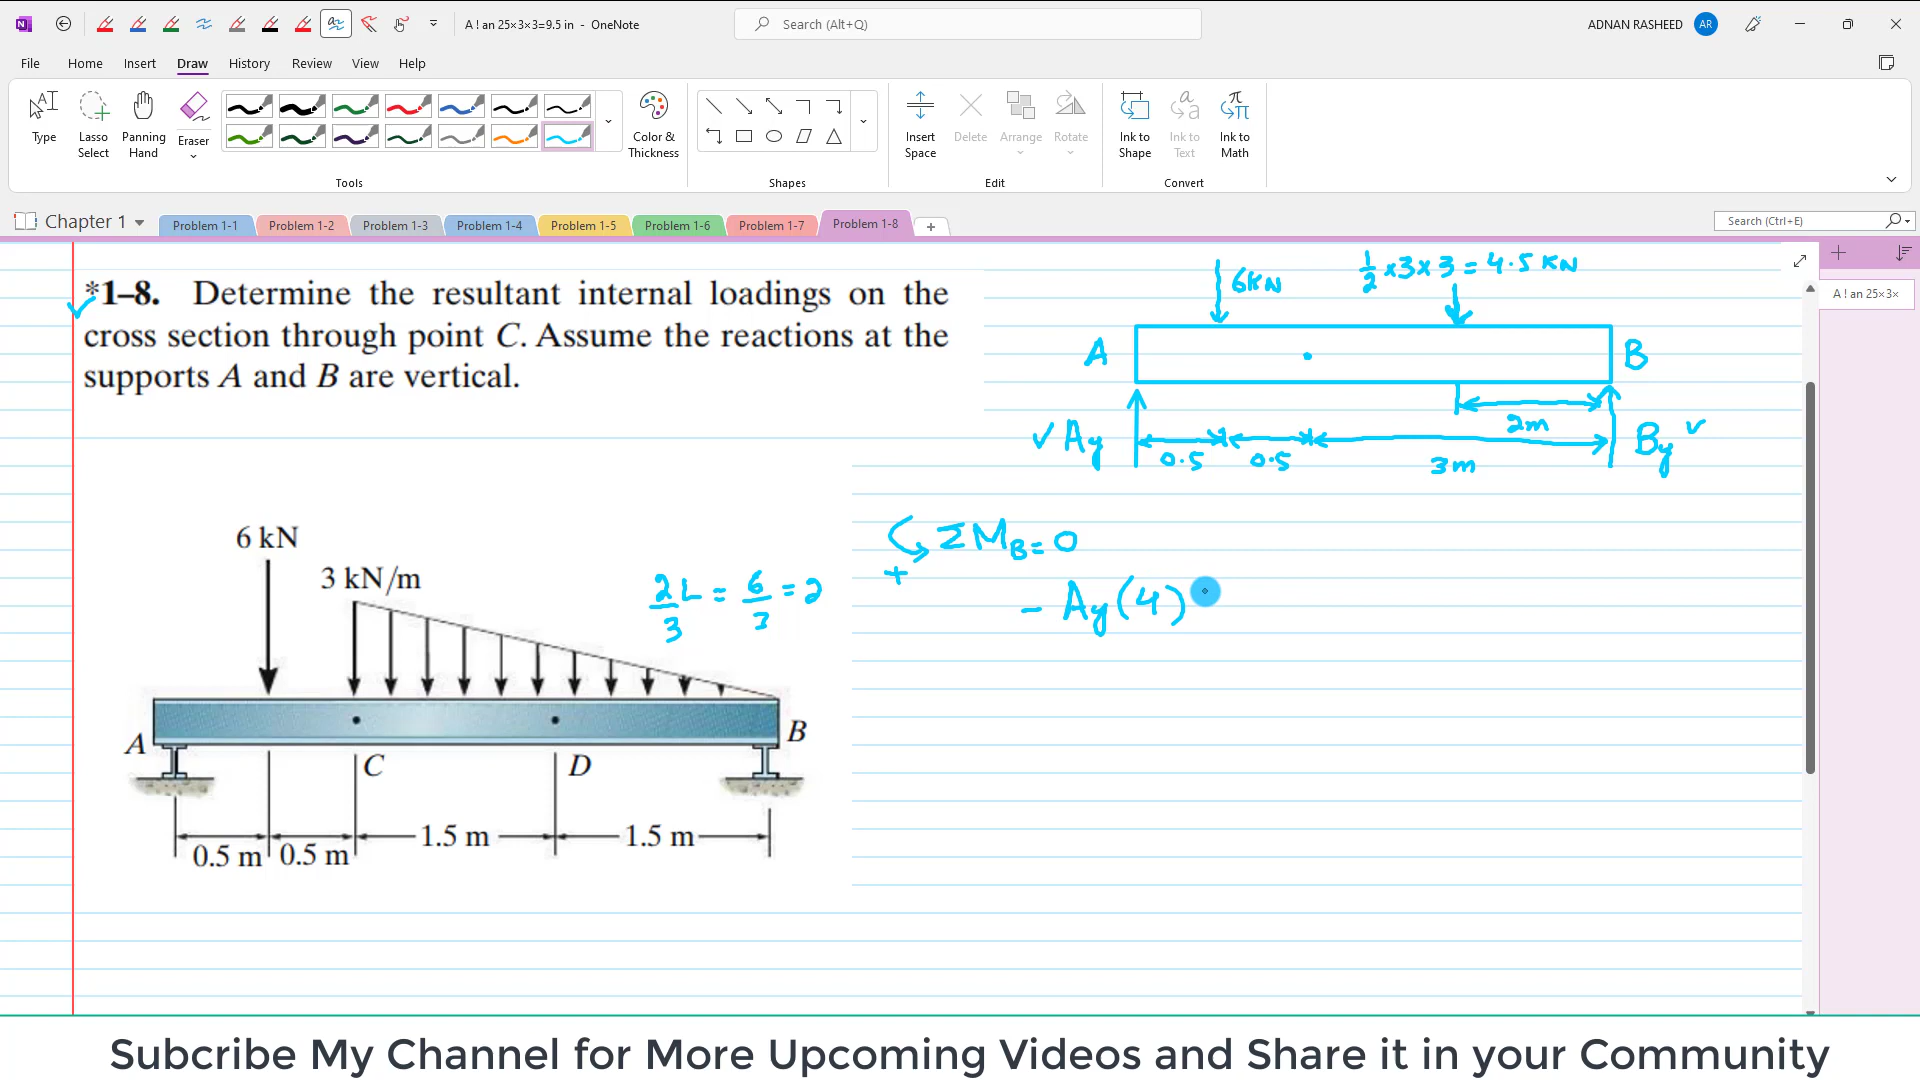 A ! an 25×3×3=9.5 in - OneNote
Search (Alt+Q)
ADNAN RASHEED
AR
File Home Insert Draw History Review View Help
Type
Lasso Select
Panning Hand
Eraser
Color & Thickness
Insert Space
Delete
Arrange
Rotate
Ink to Shape
Ink to Text
Ink to Math
Tools
Shapes
Edit
Convert
Chapter 1
Problem 1-1
Problem 1-2
Problem 1-3
Problem 1-4
Problem 1-5
Problem 1-6
Problem 1-7
Problem 1-8
Search (Ctrl+E)
A ! an 25×3×
*1–8. Determine the resultant internal loadings on the
cross section through point C. Assume the reactions at the
supports A and B are vertical.
6KN
1/2 ×3×3 = 4.5 KN
A
B
Ay
By
2m
0.5
0.5
3m
ΣM_B = 0
+
- Ay(4)
6 kN
3 kN/m
2L/3 = 6/3 = 2
A
B
C
D
0.5 m
0.5 m
1.5 m
1.5 m
Subcribe My Channel for More Upcoming Videos and Share it in your Community